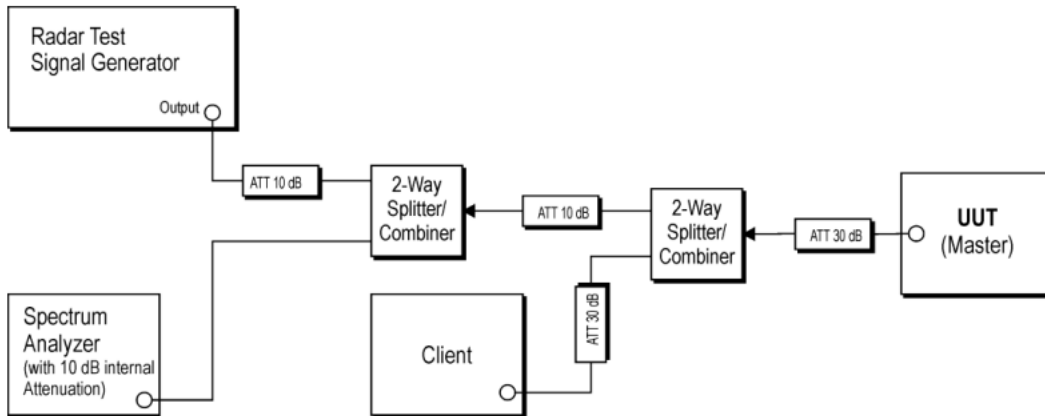 Radar Test
Signal Generator
Output
ATT 10 dB
2-Way
Splitter/
Combiner
ATT 10 dB
2-Way
Splitter/
Combiner
ATT 30 dB
UUT
(Master)
Spectrum
Analyzer
(with 10 dB internal
Attenuation)
Client
ATT 30 dB